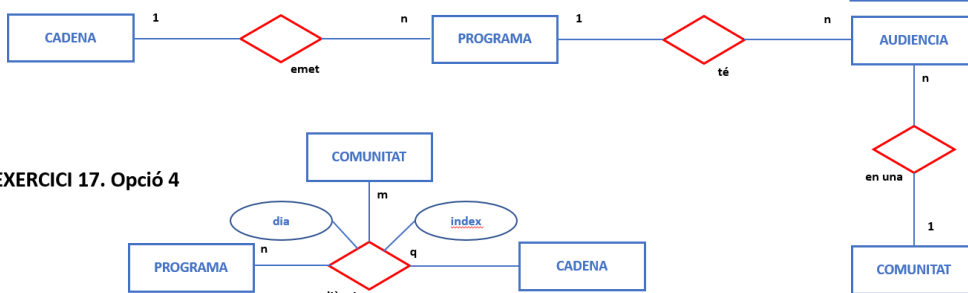 1
n
1
n
CADENA
PROGRAMA
AUDIENCIA
emet
té
n
COMUNITAT
EXERCICI 17. Opció 4
en una
m
dia
index
1
n
q
PROGRAMA
CADENA
COMUNITAT